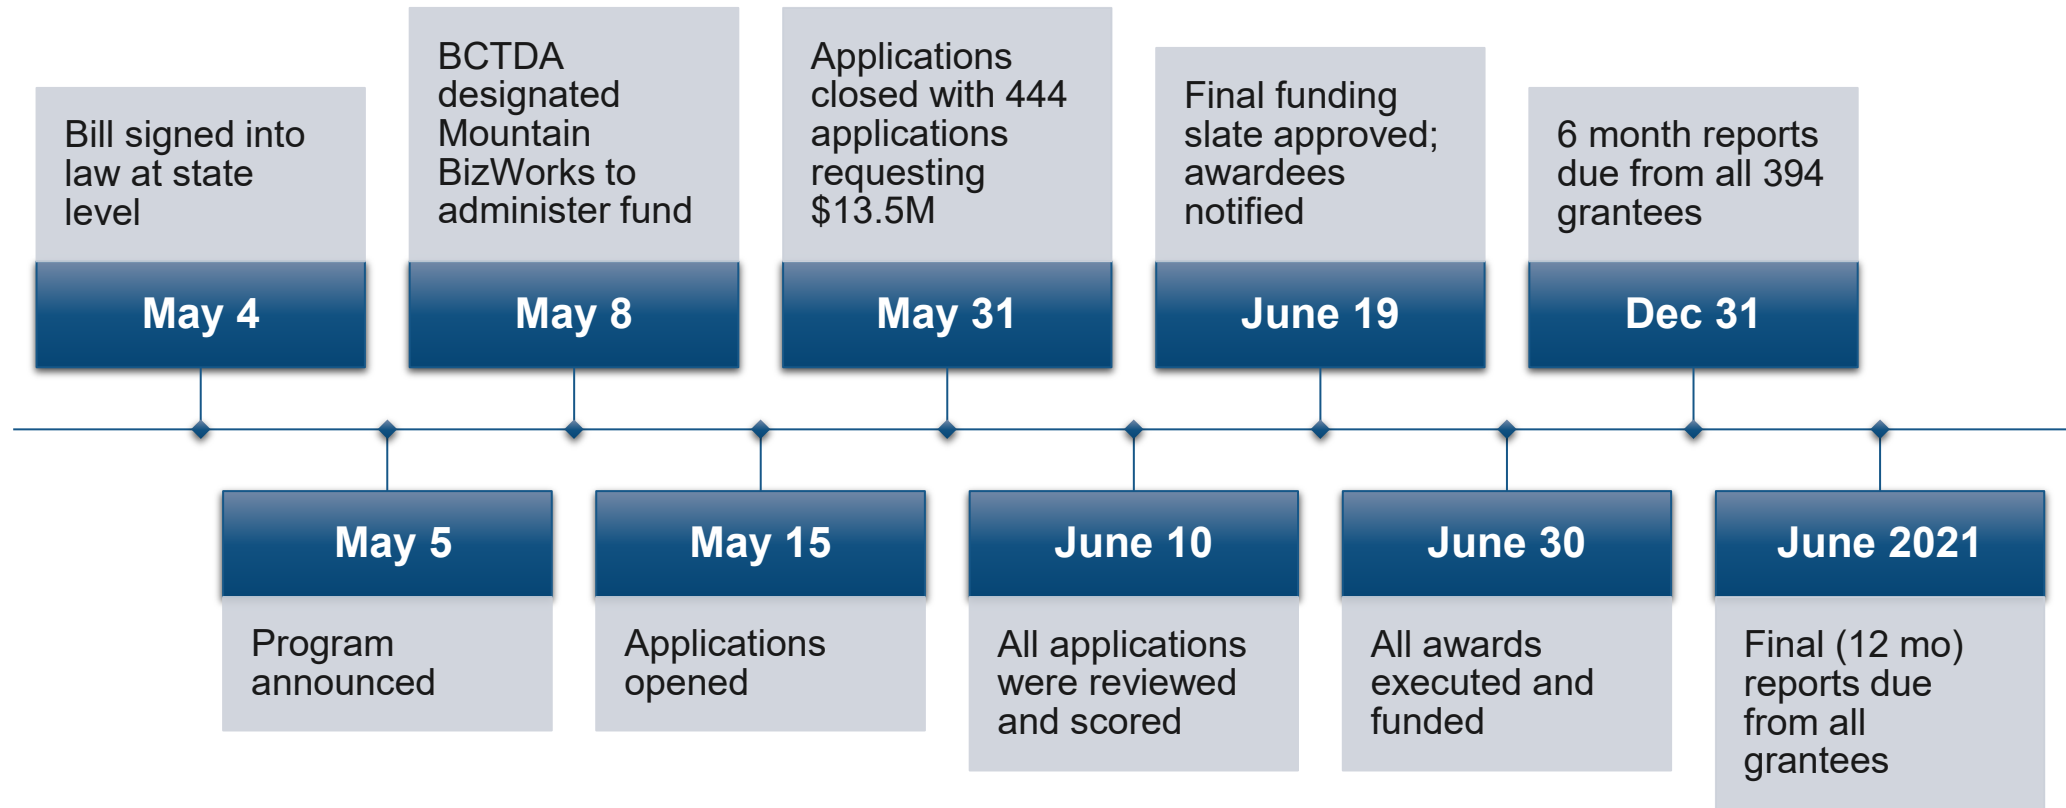 Bill signed into
law at state
level
May 4
Program
announced
May 5
BCTDA
designated
Mountain
BizWorks to
administer fund
May 8
Applications
opened
May 15
Applications
closed with 444
applications
requesting
$13.5M
May 31
All applications
were reviewed
and scored
June 10
Final funding
slate approved;
awardees
notified
June 19
All awards
executed and
funded
June 30
6 month reports
due from all 394
grantees
Dec 31
June 2021
Final (12 mo)
reports due
from all
grantees